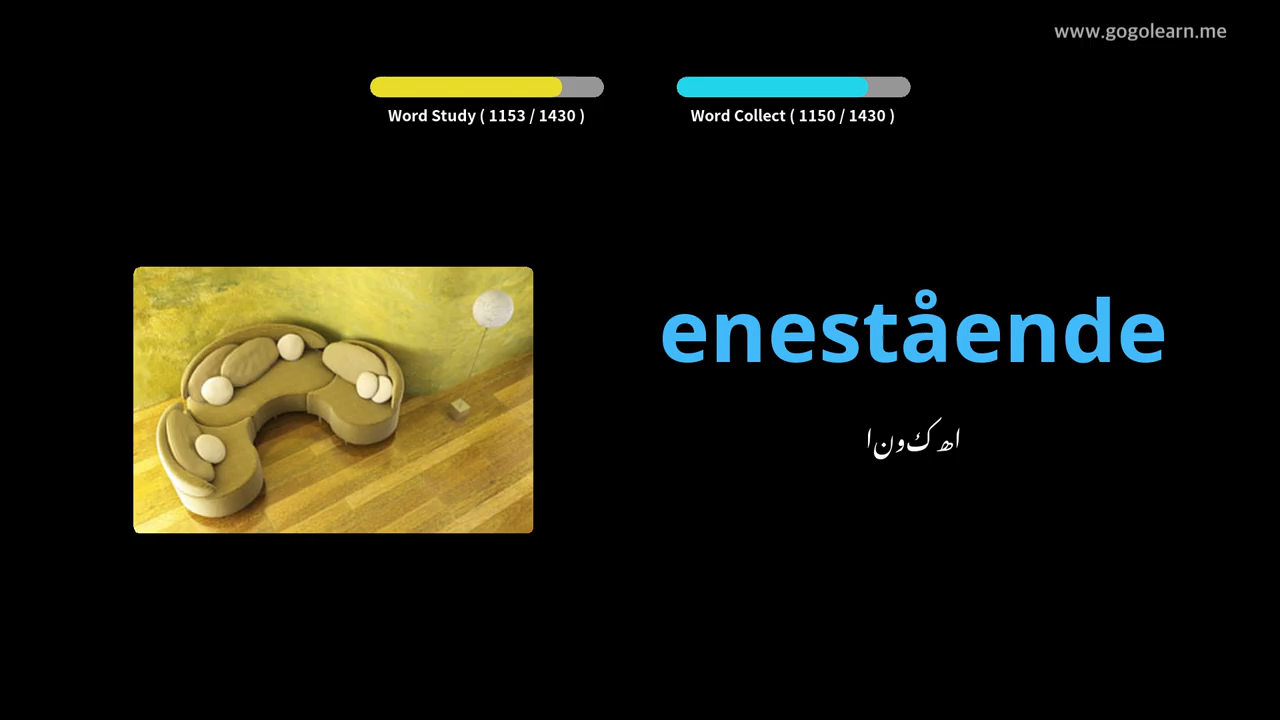 www.gogolearn.me
Word Study ( 1153 / 1430 )
Word Collect ( 1150 / 1430 )
enestående
انوکھا